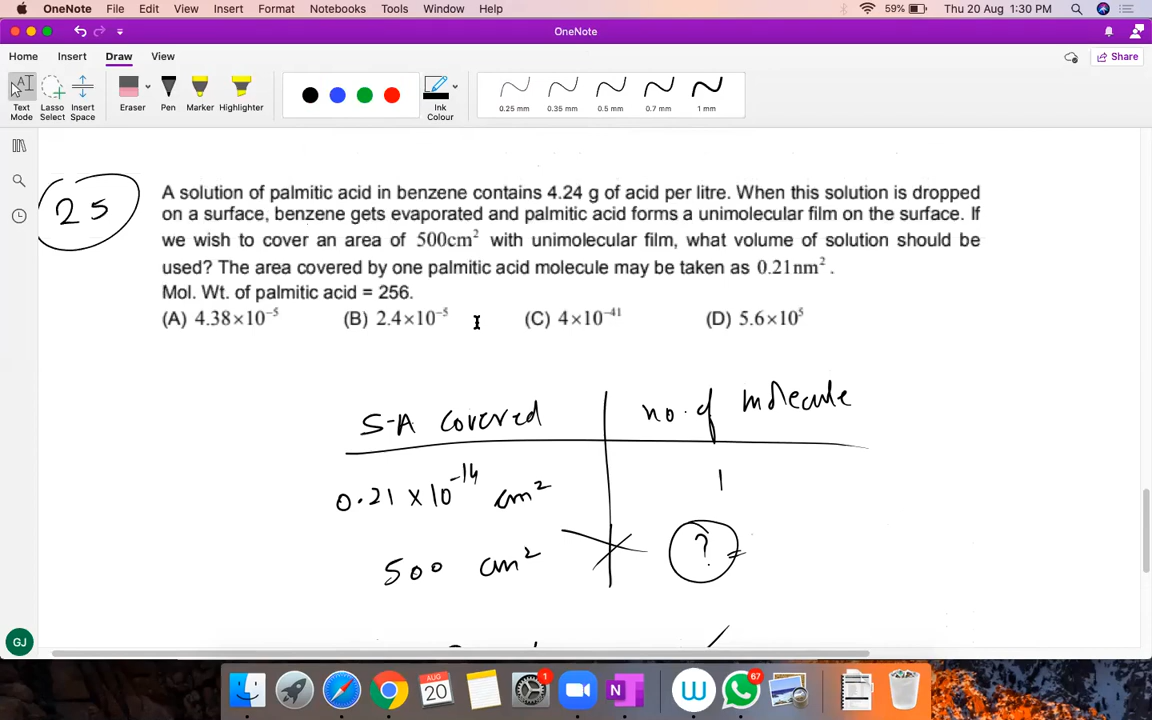 OneNote File Edit View Insert Format Notebooks Tools Window Help 59% Thu 20 Aug 1:30 PM
OneNote
Home Insert Draw View Share
Text Mode Lasso Select Insert Space Eraser Pen Marker Highlighter Ink Colour 0.25 mm 0.35 mm 0.5 mm 0.7 mm 1 mm
25
A solution of palmitic acid in benzene contains 4.24 g of acid per litre. When this solution is dropped
on a surface, benzene gets evaporated and palmitic acid forms a unimolecular film on the surface. If
we wish to cover an area of 500cm² with unimolecular film, what volume of solution should be
used? The area covered by one palmitic acid molecule may be taken as 0.21nm².
Mol. Wt. of palmitic acid = 256.
(A) 4.38×10⁻⁵ (B) 2.4×10⁻⁵ (C) 4×10⁻⁴¹ (D) 5.6×10⁵
S-A covered no. of molecule
0.21 × 10⁻¹⁴ cm² 1
500 cm² ? =
GJ
AUG 20 1 W 67 N